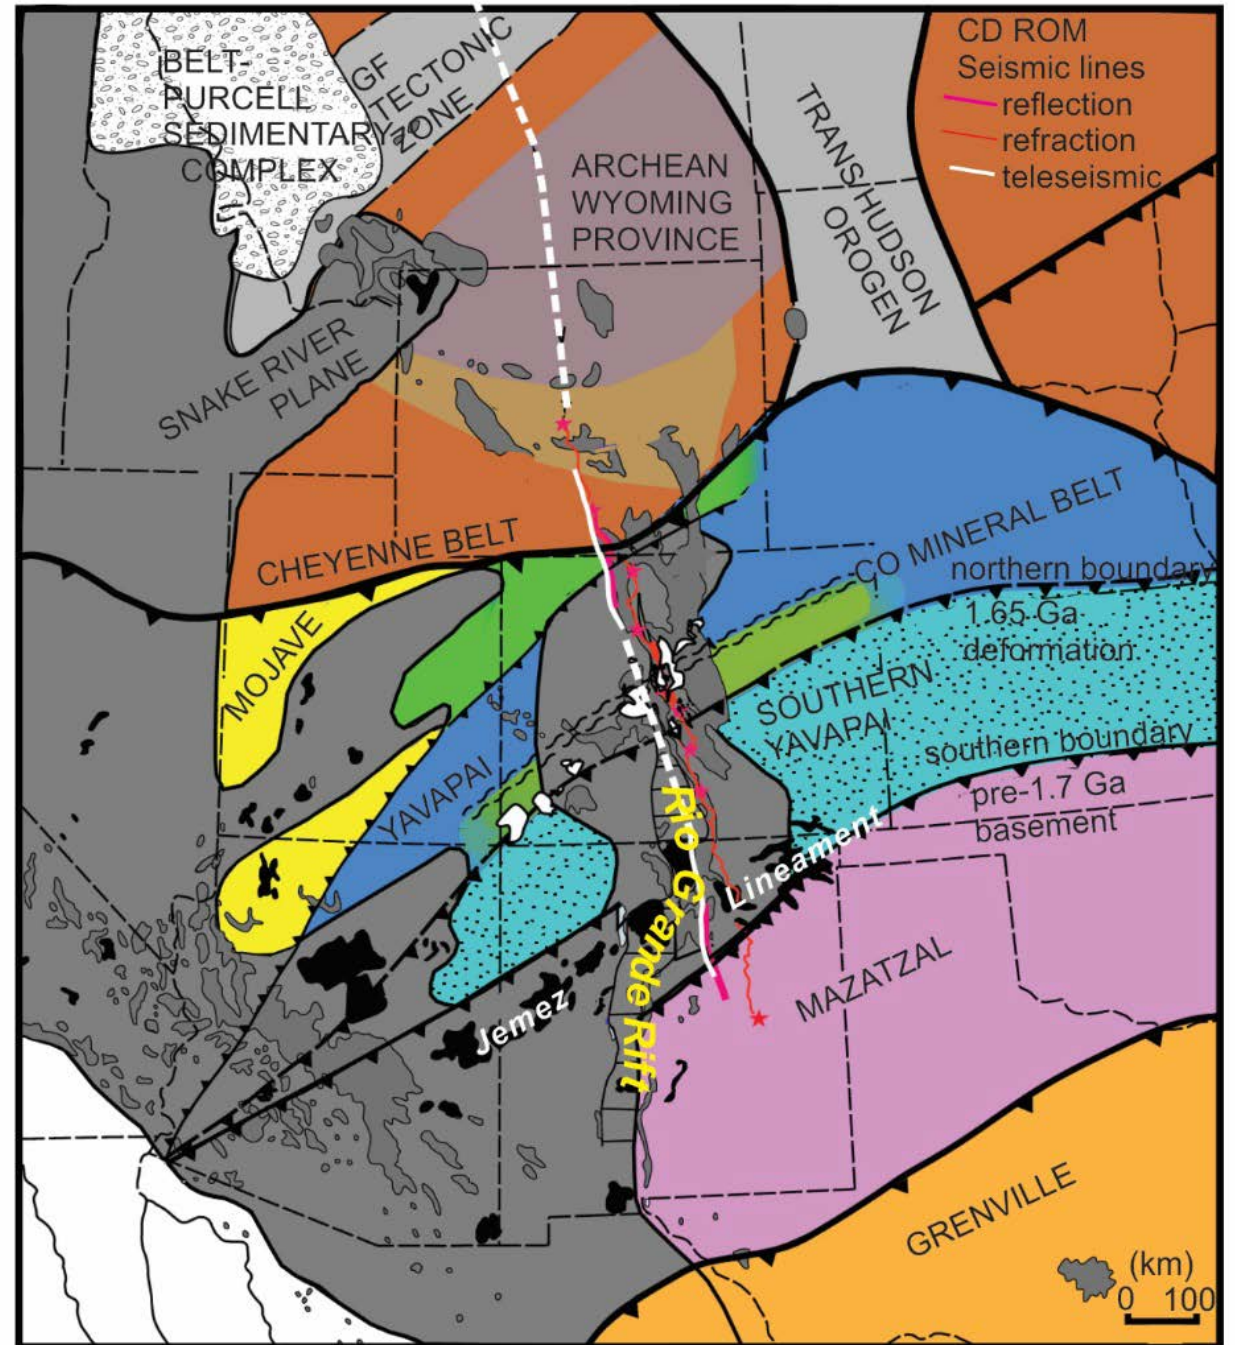 BELT-
PURCELL
SEDIMENTARY
COMPLEX
GF
TECTONIC
ZONE
ARCHEAN
WYOMING
PROVINCE
TRANS/HUDSON
OROGEN
CD ROM
Seismic lines
reflection
refraction
teleseismic
SNAKE RIVER
PLANE
CHEYENNE BELT
CO MINERAL BELT
northern boundary
1.65 Ga
deformation
MOJAVE
YAVAPAI
SOUTHERN
YAVAPAI
southern boundary
pre-1.7 Ga
basement
Rio Grande Rift
Jemez
Lineament
MAZATZAL
GRENVILLE
(km)
0 100